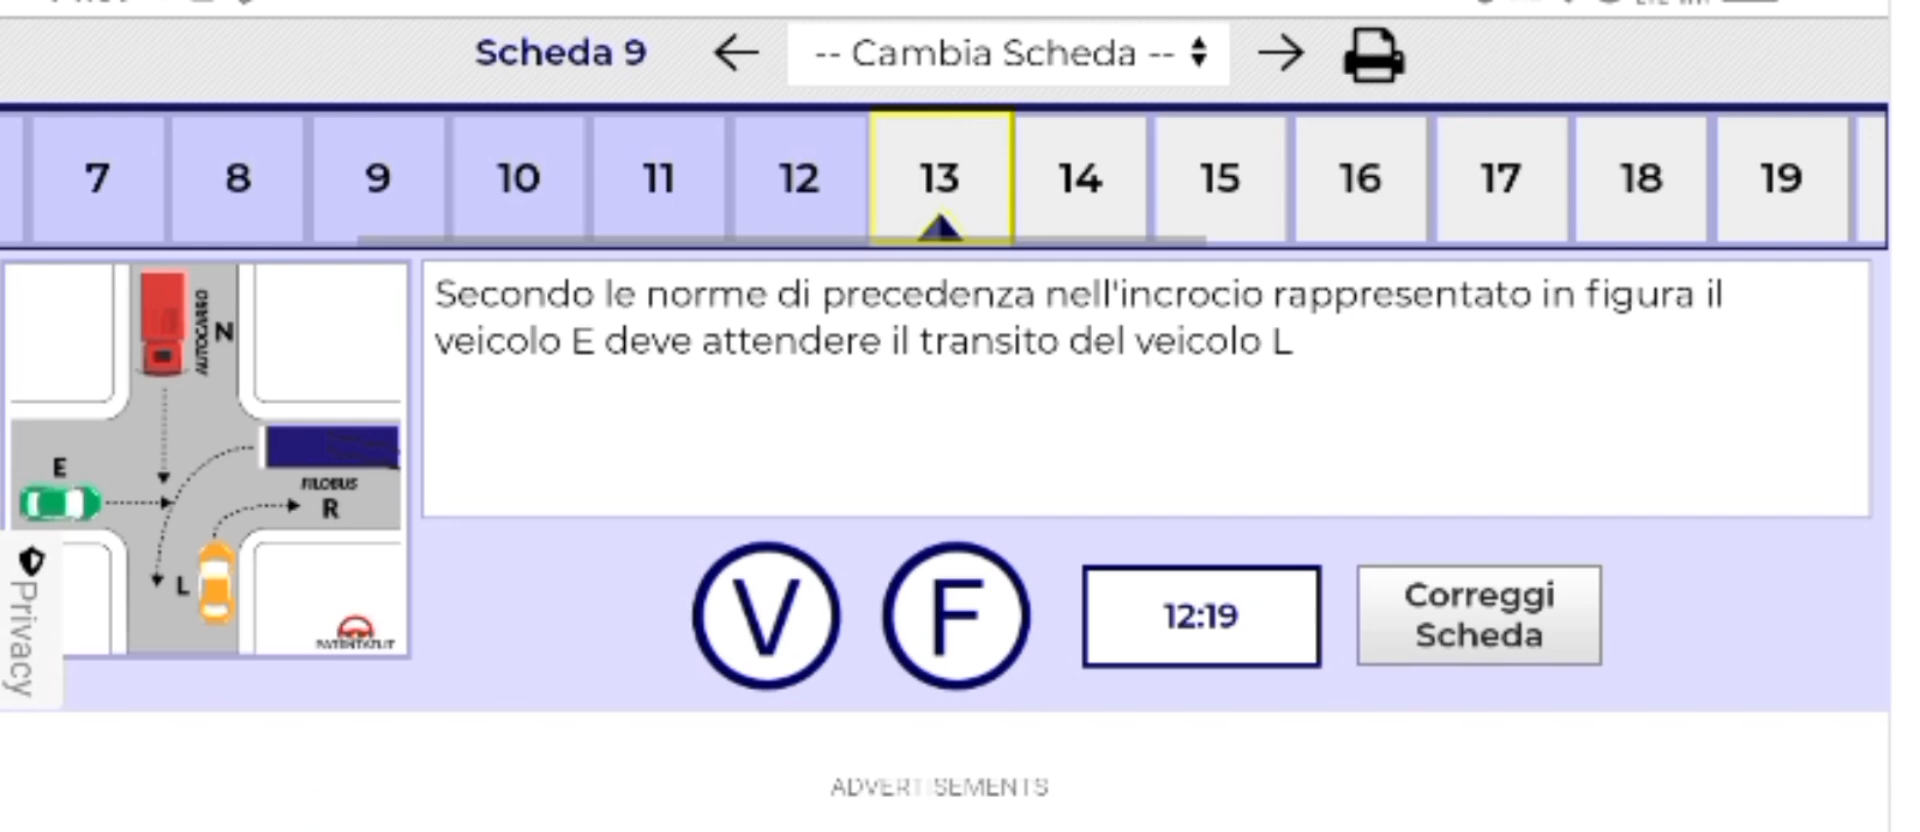 Scheda 9
-- Cambia Scheda --
7 8 9 10 11 12 13 14 15 16 17 18 19
Secondo le norme di precedenza nell'incrocio rappresentato in figura il
veicolo E deve attendere il transito del veicolo L
AUTOCARRO
N
E
FILOBUS
R
L
PATENTATI.IT
V F 12:19 Correggi
Scheda
Privacy
ADVERTISEMENTS